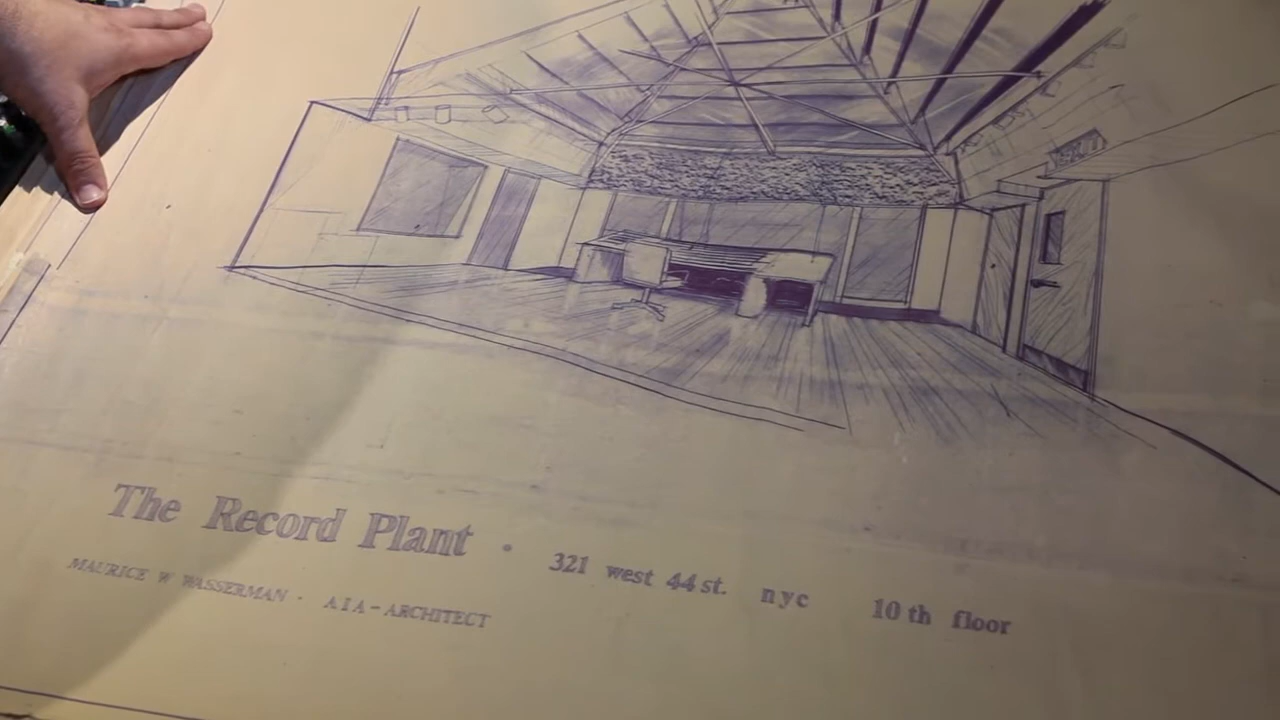 The Record Plant • 321 west 44 st. nyc 10 th floor
MAURICE W WASSERMAN · AIA-ARCHITECT